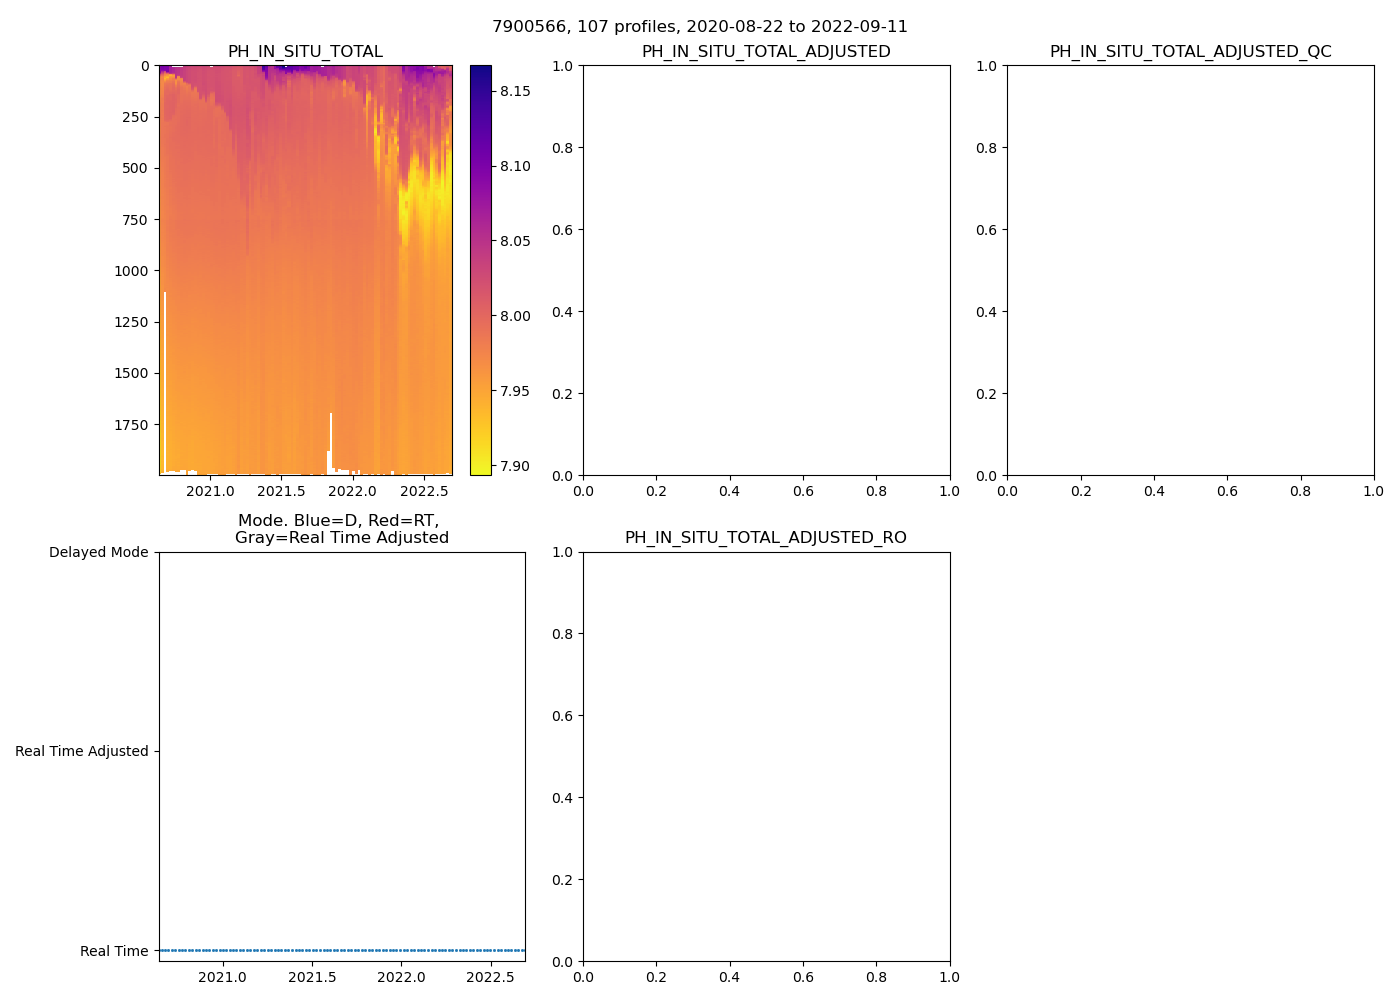 7900566, 107 profiles, 2020-08-22 to 2022-09-11
PH_IN_SITU_TOTAL
0
250
500
750
1000
1250
1500
1750
2021.0 2021.5 2022.0 2022.5
8.15
8.10
8.05
8.00
7.95
7.90
PH_IN_SITU_TOTAL_ADJUSTED
1.0
0.8
0.6
0.4
0.2
0.0
0.0 0.2 0.4 0.6 0.8 1.0
PH_IN_SITU_TOTAL_ADJUSTED_QC
1.0
0.8
0.6
0.4
0.2
0.0
0.0 0.2 0.4 0.6 0.8 1.0
Mode. Blue=D, Red=RT,
Gray=Real Time Adjusted
Delayed Mode
Real Time Adjusted
Real Time
2021.0 2021.5 2022.0 2022.5
PH_IN_SITU_TOTAL_ADJUSTED_RO
1.0
0.8
0.6
0.4
0.2
0.0
0.0 0.2 0.4 0.6 0.8 1.0